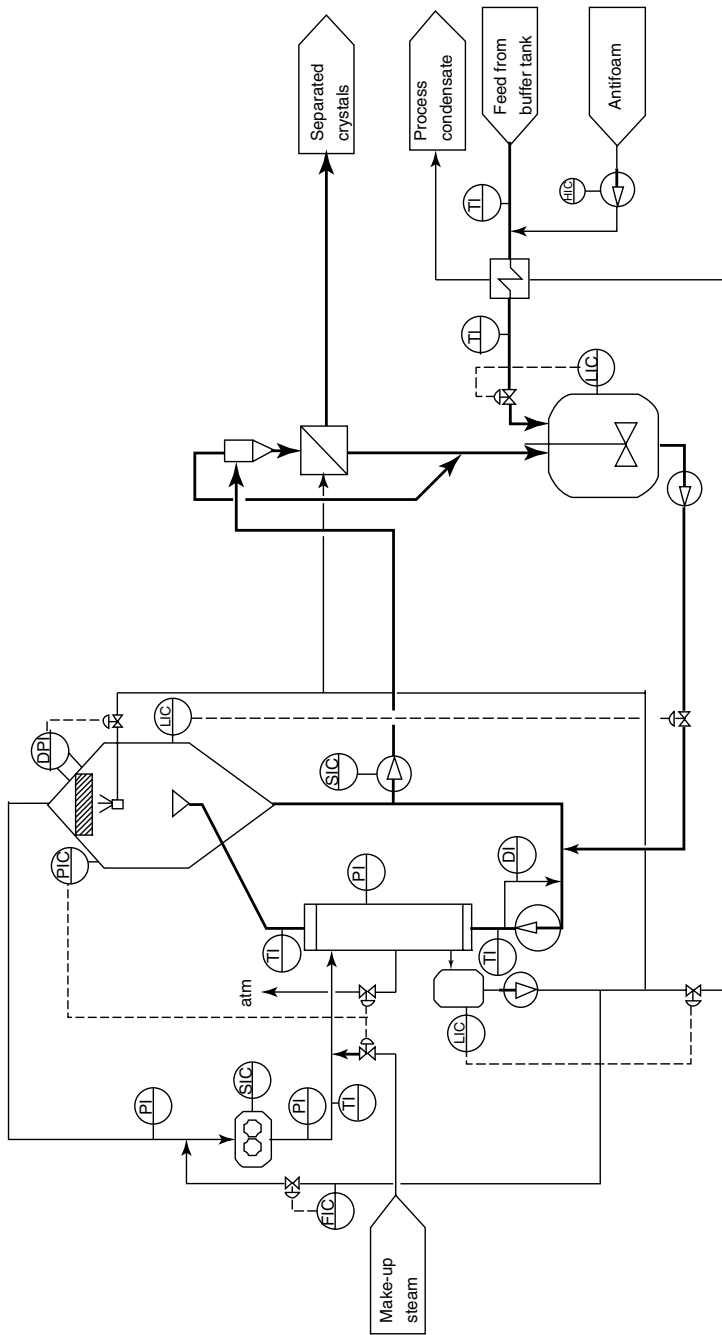 Separated
crystals
Process
condensate
Feed from
buffer tank
Antifoam
TI
HIC
TI
LIC
DPI
LIC
PIC
SIC
PI
DI
TI
TI
atm
LIC
PI
SIC
PI
TI
FIC
Make-up
steam